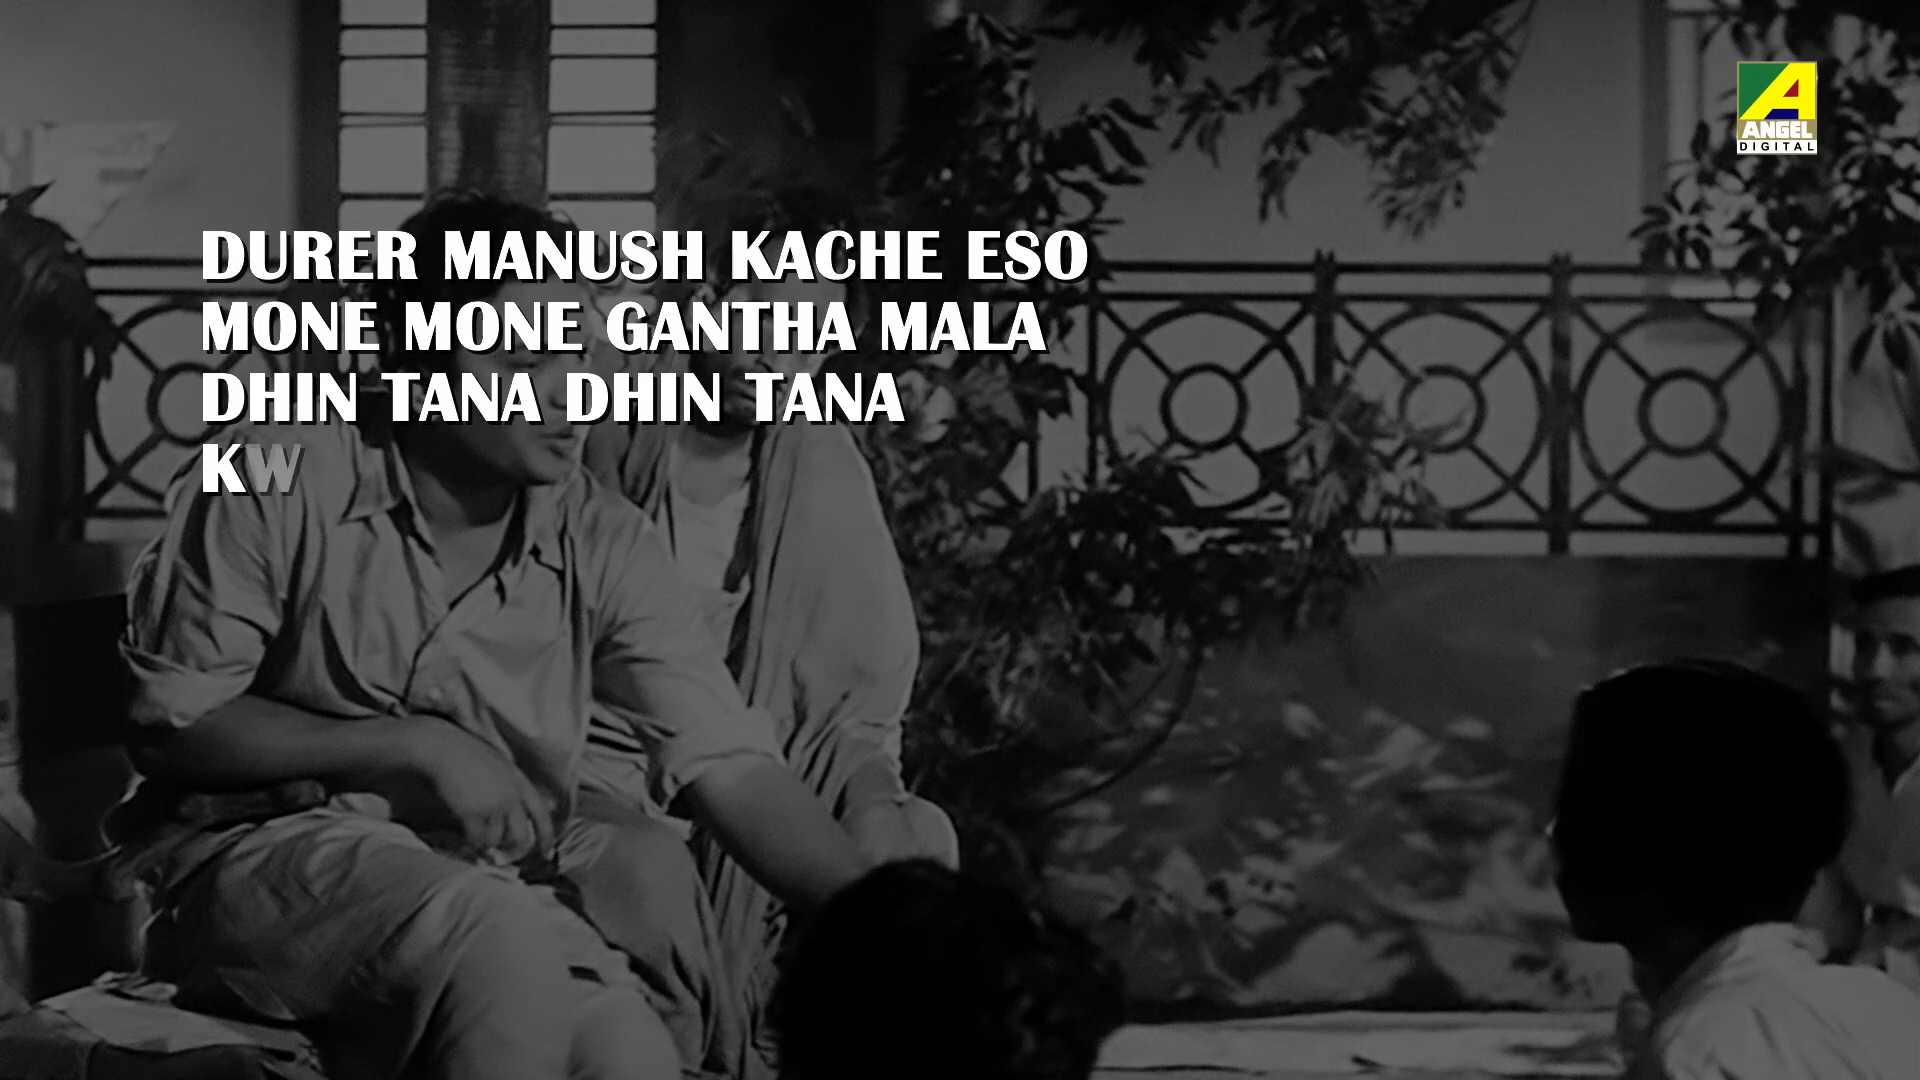 DURER MANUSH KACHE ESO
MONE MONE GANTHA MALA
DHIN TANA DHIN TANA
KW
ANGEL
DIGITAL